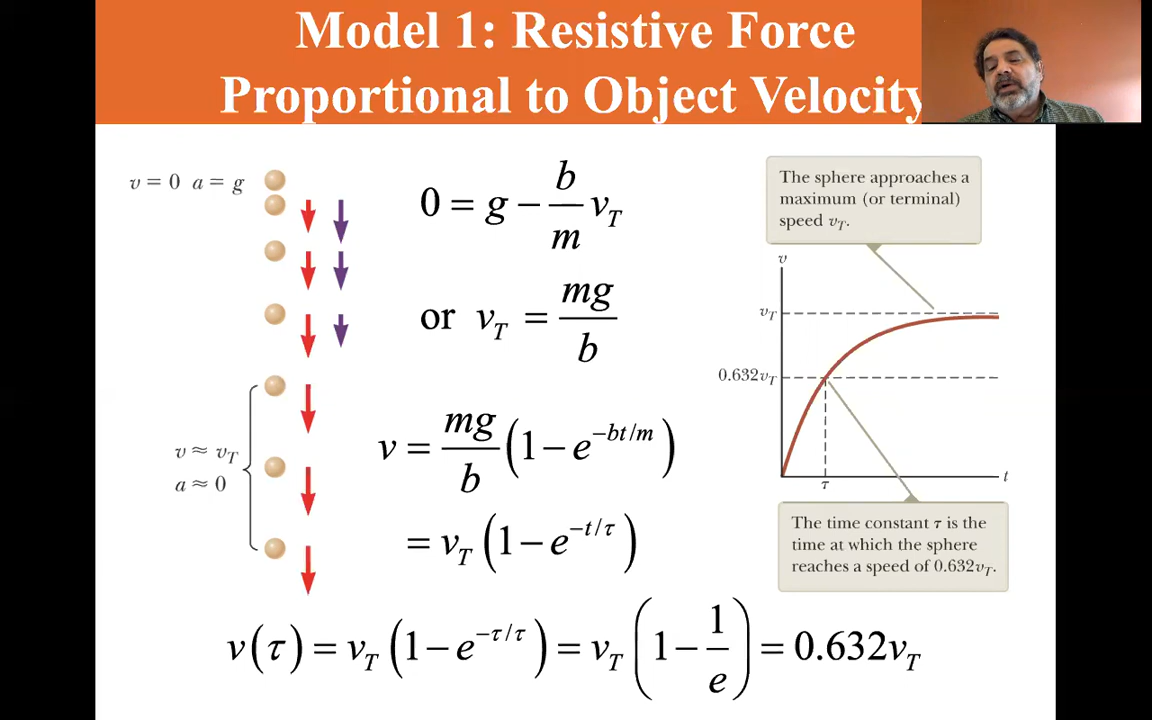 Model 1: Resistive Force
Proportional to Object Velocity
v = 0 a = g
0 = g − b/m v_T
or v_T = mg/b
v ≈ v_T
a ≈ 0
v = mg/b (1 − e^{−bt/m})
= v_T (1 − e^{−t/τ})
v(τ) = v_T (1 − e^{−τ/τ}) = v_T (1 − 1/e) = 0.632v_T
The sphere approaches a
maximum (or terminal)
speed v_T.
v
v_T
0.632v_T
τ
t
The time constant τ is the
time at which the sphere
reaches a speed of 0.632v_T.